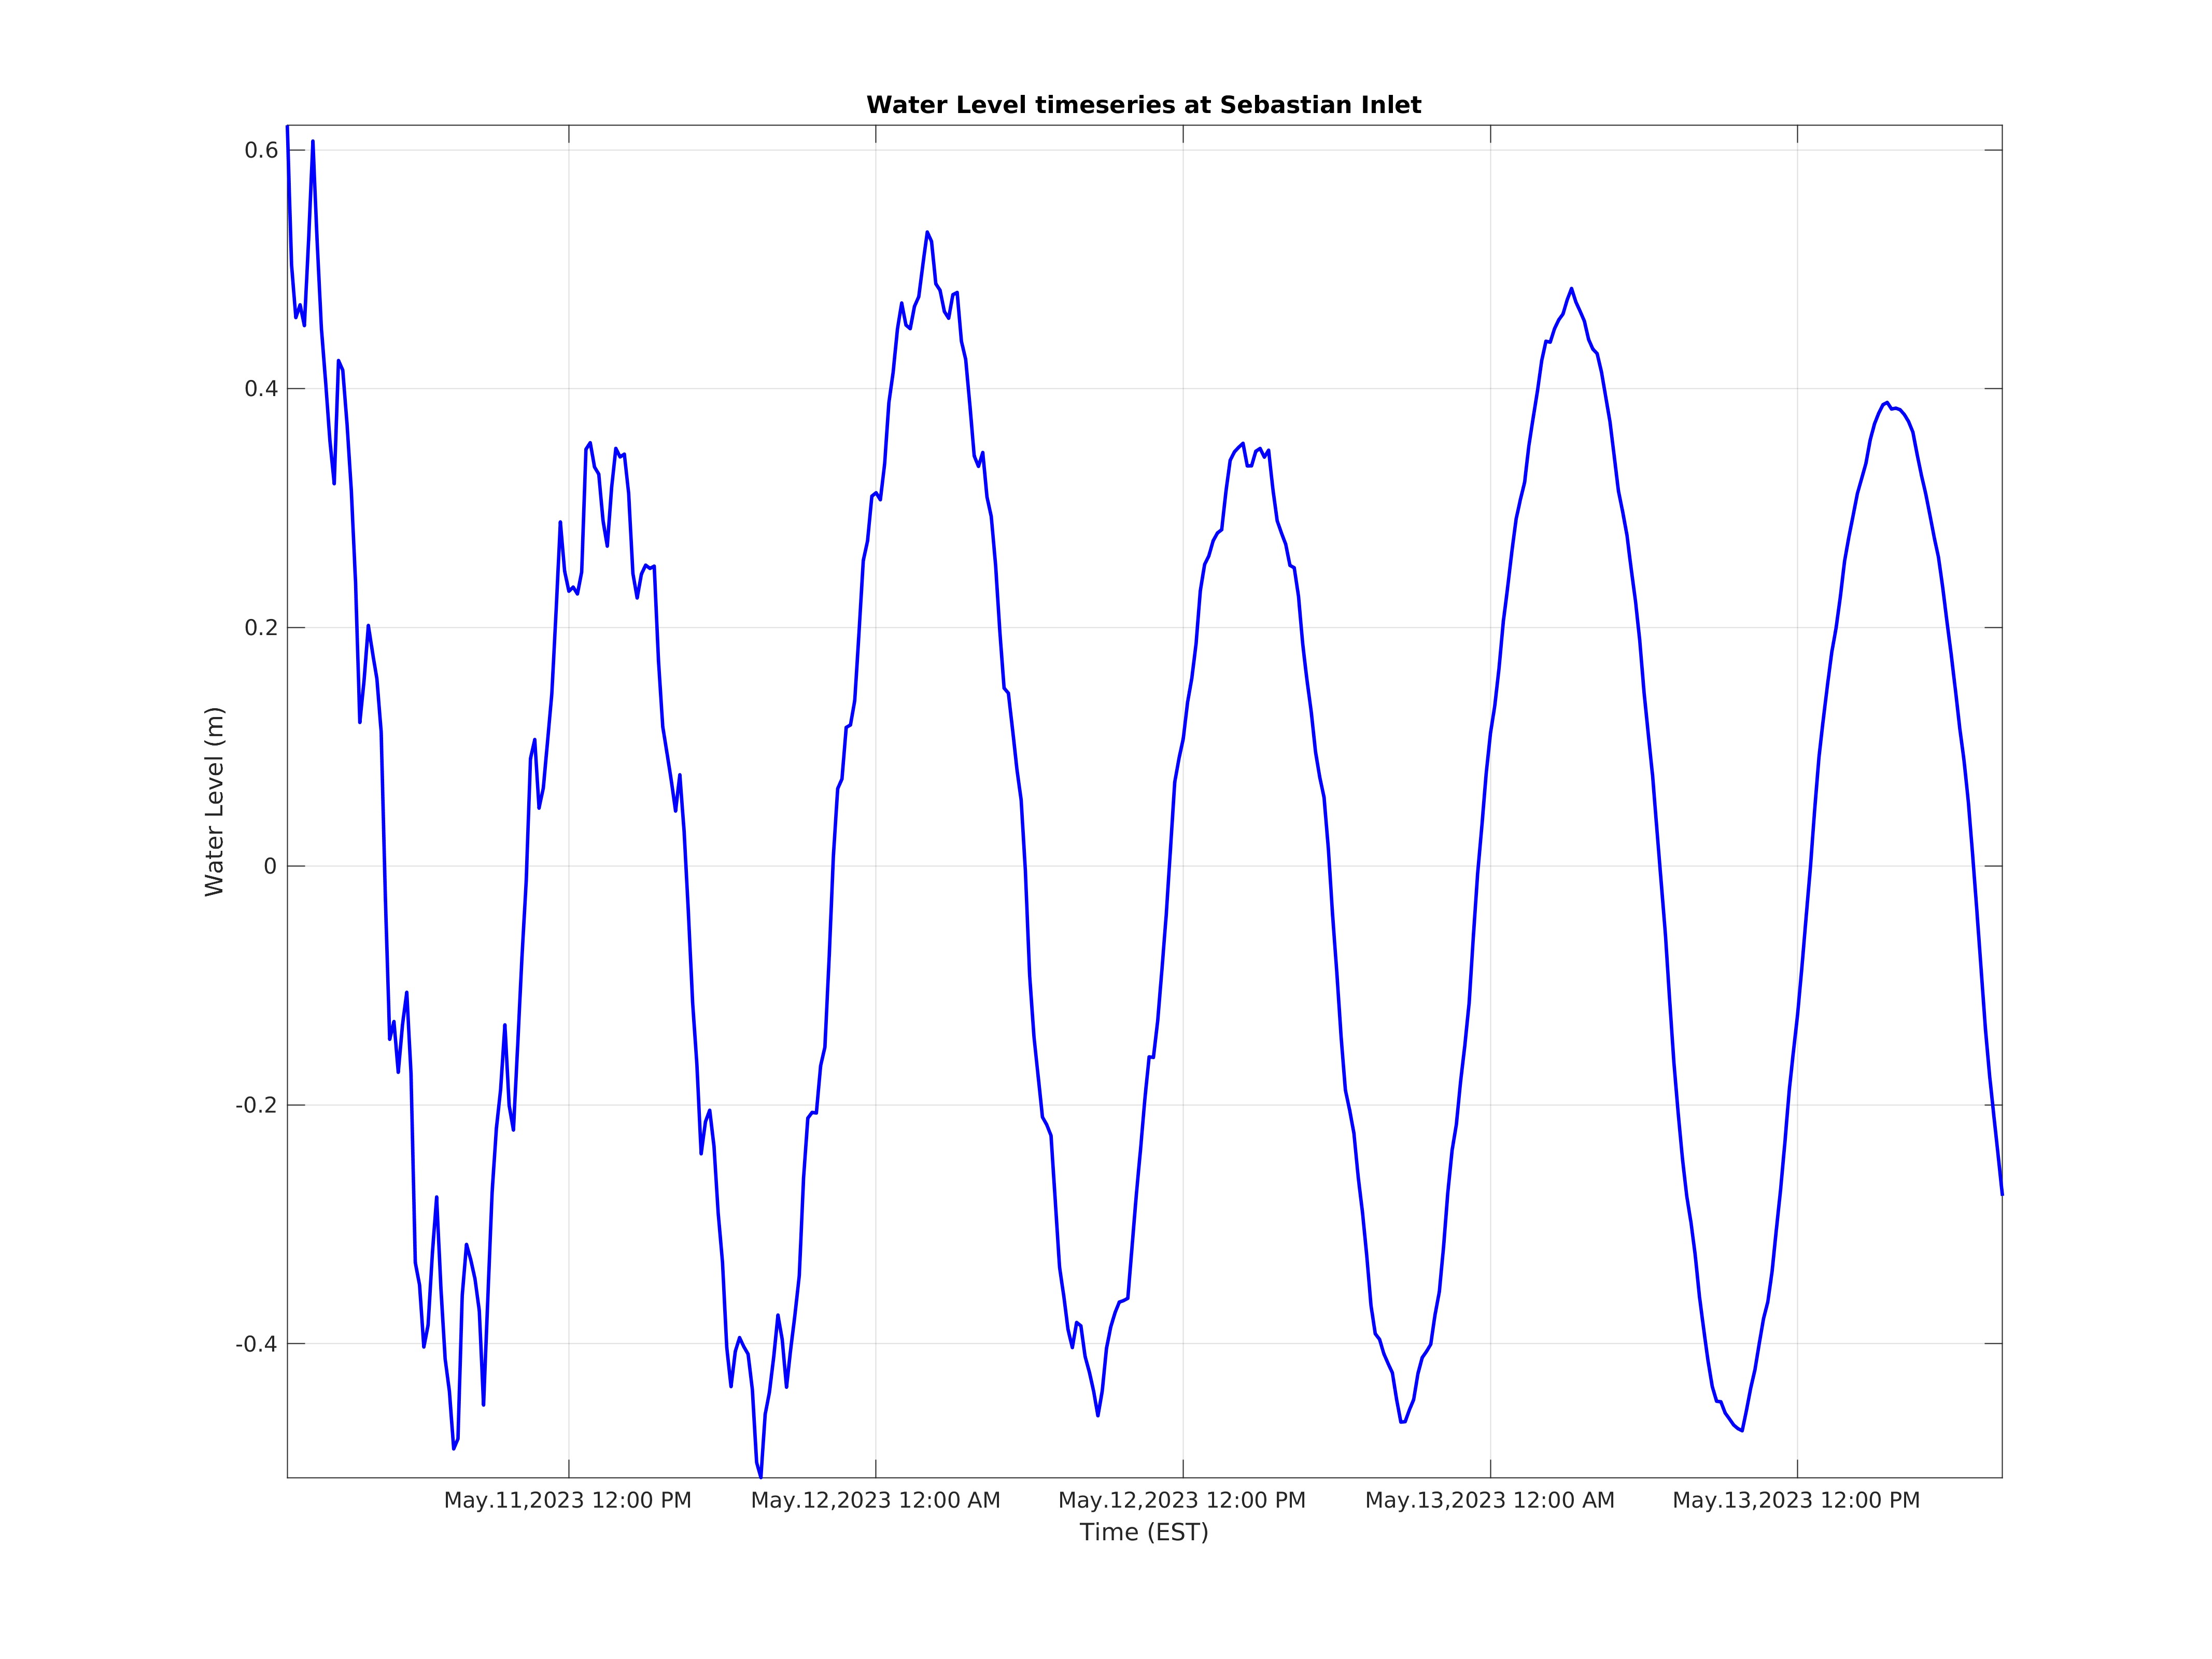 Water Level timeseries at Sebastian Inlet
0.6
0.4
0.2
0
-0.2
-0.4
Water Level (m)
May.11,2023 12:00 PM
May.12,2023 12:00 AM
May.12,2023 12:00 PM
May.13,2023 12:00 AM
May.13,2023 12:00 PM
Time (EST)